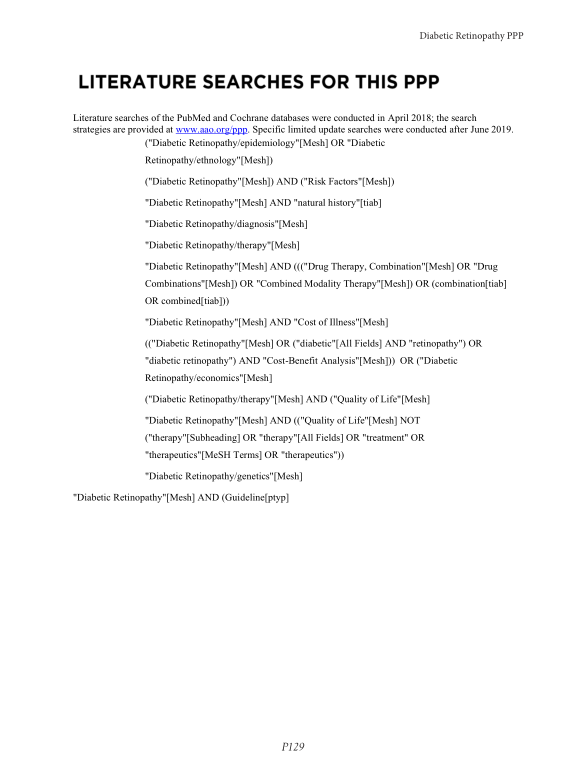 Diabetic Retinopathy PPP
LITERATURE SEARCHES FOR THIS PPP
Literature searches of the PubMed and Cochrane databases were conducted in April 2018; the search
strategies are provided at www.aao.org/ppp. Specific limited update searches were conducted after June 2019.
("Diabetic Retinopathy/epidemiology"[Mesh] OR "Diabetic
Retinopathy/ethnology"[Mesh])
("Diabetic Retinopathy"[Mesh]) AND ("Risk Factors"[Mesh])
"Diabetic Retinopathy"[Mesh] AND "natural history"[tiab]
"Diabetic Retinopathy/diagnosis"[Mesh]
"Diabetic Retinopathy/therapy"[Mesh]
"Diabetic Retinopathy"[Mesh] AND ((("Drug Therapy, Combination"[Mesh] OR "Drug
Combinations"[Mesh]) OR "Combined Modality Therapy"[Mesh]) OR (combination[tiab]
OR combined[tiab]))
"Diabetic Retinopathy"[Mesh] AND "Cost of Illness"[Mesh]
(("Diabetic Retinopathy"[Mesh] OR ("diabetic"[All Fields] AND "retinopathy") OR
"diabetic retinopathy") AND "Cost-Benefit Analysis"[Mesh])) OR ("Diabetic
Retinopathy/economics"[Mesh]
("Diabetic Retinopathy/therapy"[Mesh] AND ("Quality of Life"[Mesh]
"Diabetic Retinopathy"[Mesh] AND (("Quality of Life"[Mesh] NOT
("therapy"[Subheading] OR "therapy"[All Fields] OR "treatment" OR
"therapeutics"[MeSH Terms] OR "therapeutics"))
"Diabetic Retinopathy/genetics"[Mesh]
"Diabetic Retinopathy"[Mesh] AND (Guideline[ptyp]
P129